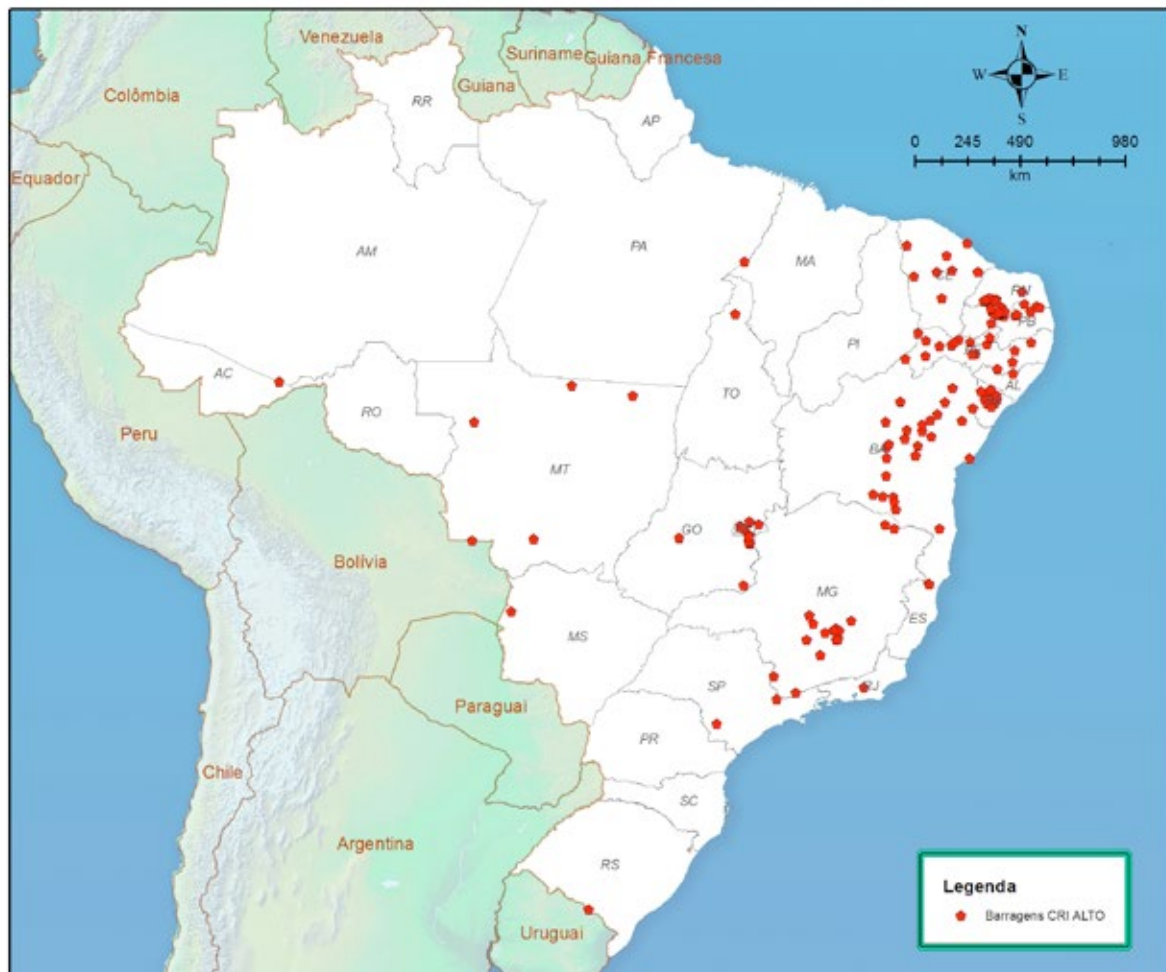 Venezuela
Suriname
Guiana Francesa
Guiana
Colômbia
RR
AP
N
W E
S
0 245 490 980
km
Equador
AM
PA
MA
CE
RN
PB
PI
PE
AC
TO
AL
RO
Peru
MT
BA
GO
Bolívia
MG
ES
MS
SP
RJ
Paraguai
PR
Chile
SC
Argentina
RS
Legenda
Barragens CRI ALTO
Uruguai